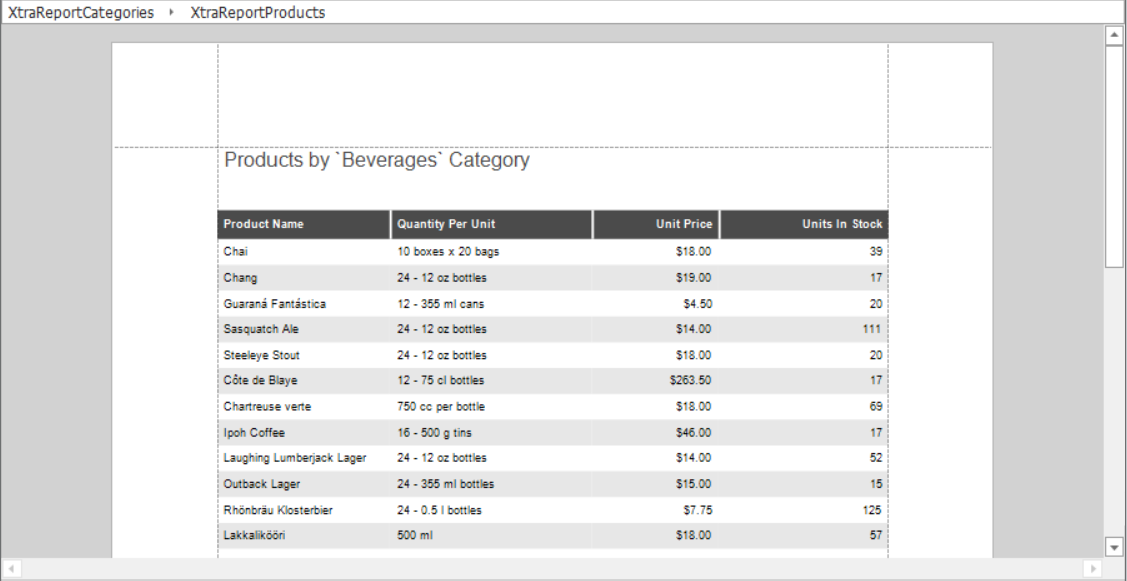 XtraReportCategories ▸ XtraReportProducts
Products by `Beverages` Category
Product Name Quantity Per Unit Unit Price Units In Stock
Chai 10 boxes x 20 bags $18.00 39
Chang 24 - 12 oz bottles $19.00 17
Guaraná Fantástica 12 - 355 ml cans $4.50 20
Sasquatch Ale 24 - 12 oz bottles $14.00 111
Steeleye Stout 24 - 12 oz bottles $18.00 20
Côte de Blaye 12 - 75 cl bottles $263.50 17
Chartreuse verte 750 cc per bottle $18.00 69
Ipoh Coffee 16 - 500 g tins $46.00 17
Laughing Lumberjack Lager 24 - 12 oz bottles $14.00 52
Outback Lager 24 - 355 ml bottles $15.00 15
Rhönbräu Klosterbier 24 - 0.5 l bottles $7.75 125
Lakkalikööri 500 ml $18.00 57